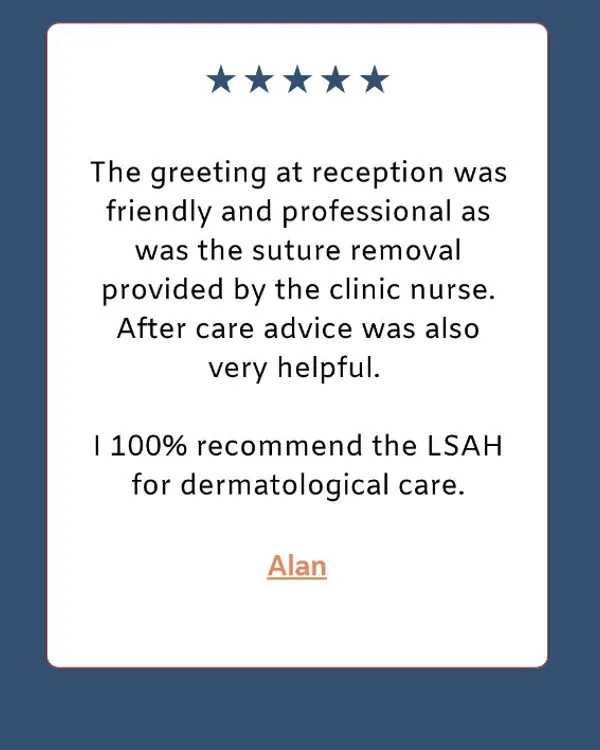 The greeting at reception was
friendly and professional as
was the suture removal
provided by the clinic nurse.
After care advice was also
very helpful.
I 100% recommend the LSAH
for dermatological care.
Alan